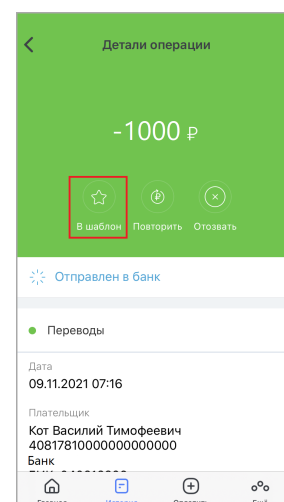 Детали операции
-1000 ₽
В шаблон Повторить Отозвать
Отправлен в банк
Переводы
Дата
09.11.2021 07:16
Плательщик
Кот Василий Тимофеевич
40817810000000000000
Банк